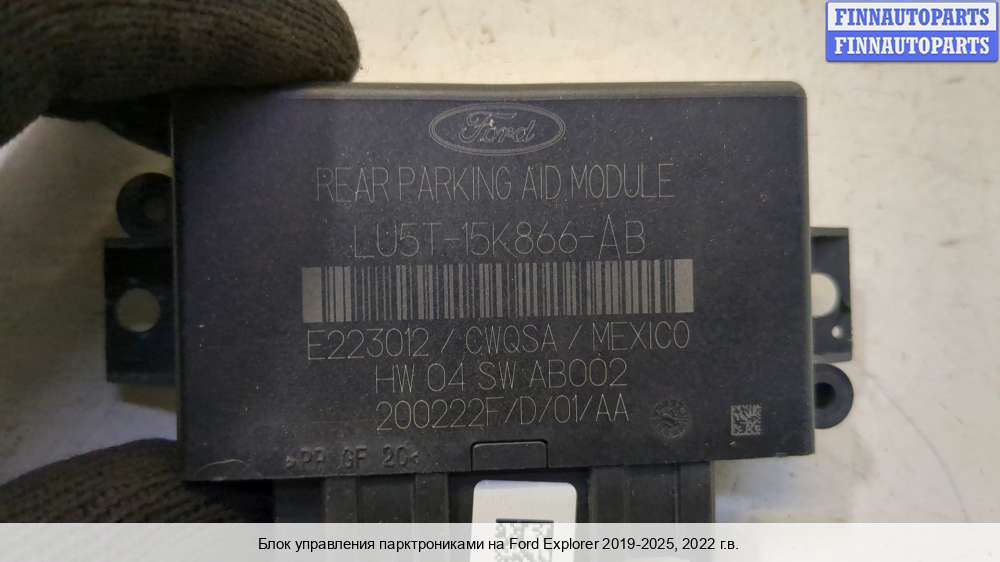 FINNAUTOPARTS
FINNAUTOPARTS
Ford
REAR PARKING AID MODULE
LU5T-15K866-AB
E223012 / CWQSA / MEXICO
HW 04 SW AB002
200222F/D/01/AA
>PP GF 20<
Блок управления парктрониками на Ford Explorer 2019-2025, 2022 г.в.